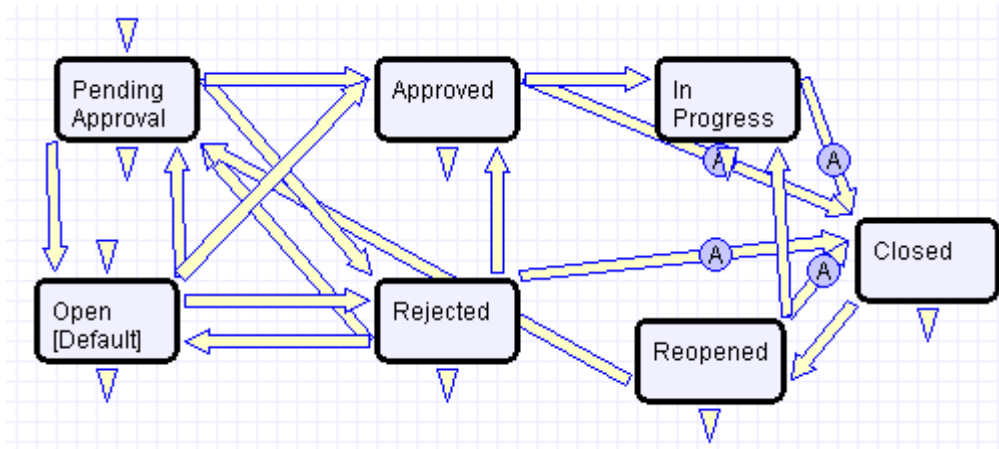 Pending
Approval
Approved
In
Progress
A
A
Closed
Open
[Default]
Rejected
A
A
Reopened